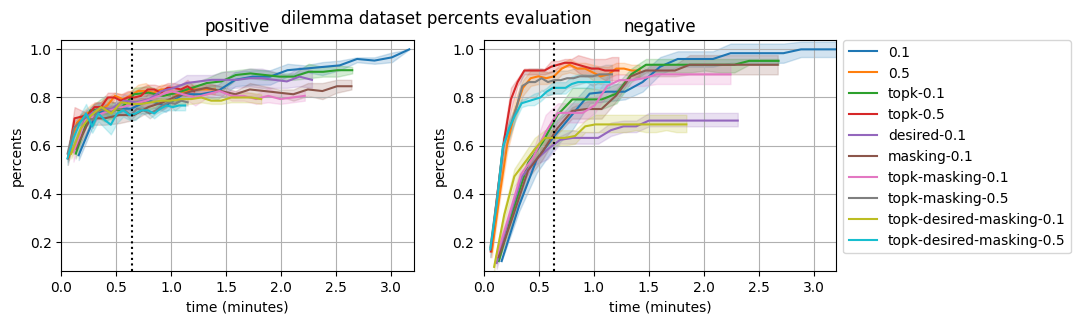 dilemma dataset percents evaluation
positive
negative
percents
1.0
0.8
0.6
0.4
0.2
0.0 0.5 1.0 1.5 2.0 2.5 3.0
time (minutes)
percents
1.0
0.8
0.6
0.4
0.2
0.0 0.5 1.0 1.5 2.0 2.5 3.0
time (minutes)
0.1
0.5
topk-0.1
topk-0.5
desired-0.1
masking-0.1
topk-masking-0.1
topk-masking-0.5
topk-desired-masking-0.1
topk-desired-masking-0.5